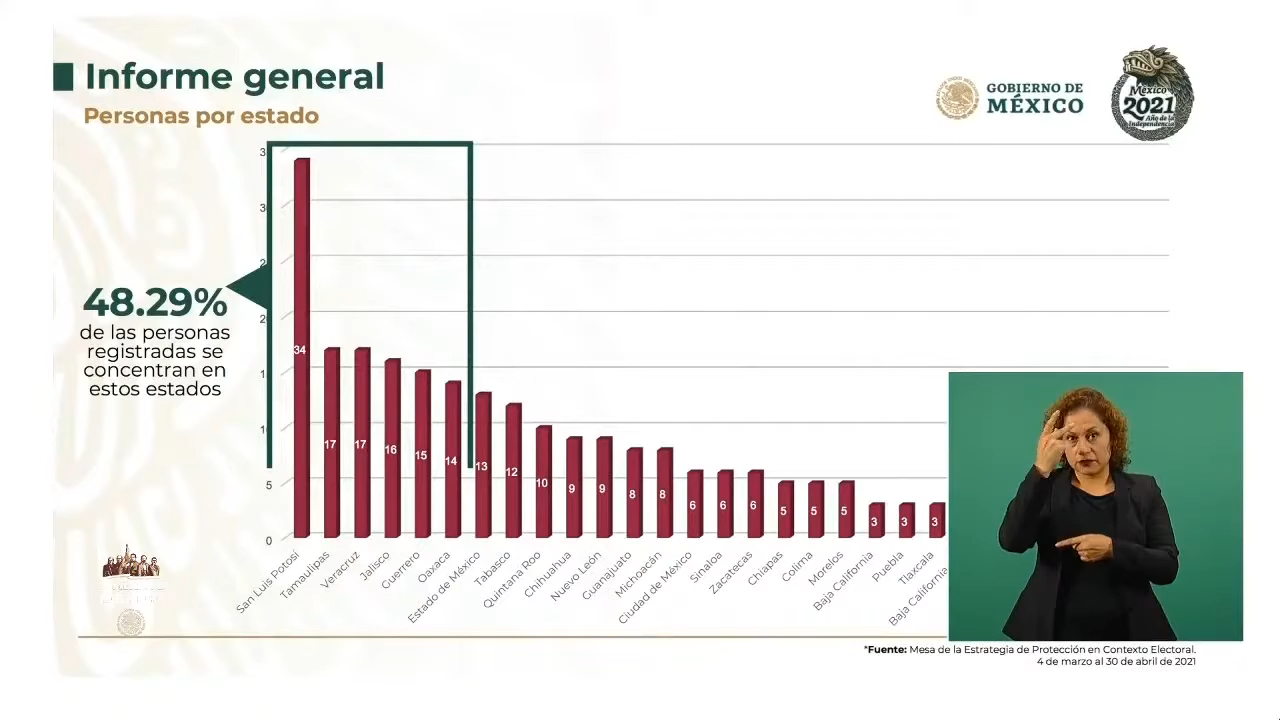 Informe general
Personas por estado
GOBIERNO DE
MÉXICO
México
2021
Año de la
Independencia
48.29%
de las personas
registradas se
concentran en
estos estados
5
0
34
17
17
16
15
14
13
12
10
9
9
8
8
6
6
6
5
5
5
3
3
3
San Luis Potosí
Tamaulipas
Veracruz
Jalisco
Guerrero
Oaxaca
Estado de México
Tabasco
Quintana Roo
Chihuahua
Nuevo León
Guanajuato
Michoacán
Ciudad de México
Sinaloa
Zacatecas
Chiapas
Colima
Morelos
Baja California
Puebla
Tlaxcala
Baja California
*Fuente: Mesa de la Estrategia de Protección en Contexto Electoral.
4 de marzo al 30 de abril de 2021